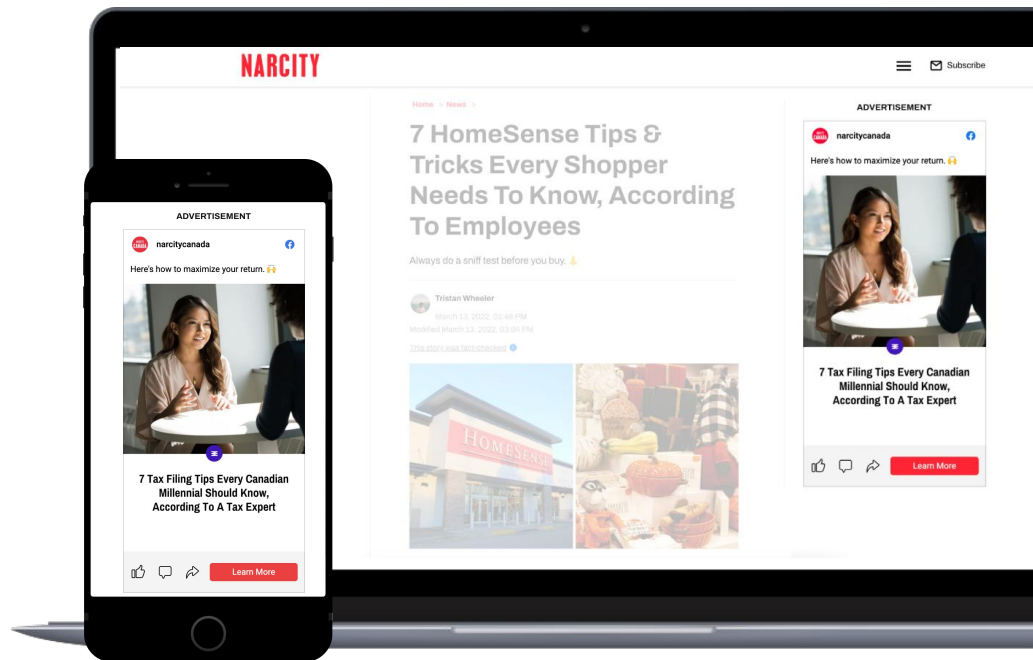 NARCITY
Subscribe
Home > News >
7 HomeSense Tips &
Tricks Every Shopper
Needs To Know, According
To Employees
Always do a sniff test before you buy.
Tristan Wheeler
March 13, 2022, 01:46 PM
Modified March 13, 2022, 03:04 PM
This story was fact-checked
HOMESENSE
ADVERTISEMENT
narcitycanada
Here's how to maximize your return.
7 Tax Filing Tips Every Canadian
Millennial Should Know,
According To A Tax Expert
Learn More
ADVERTISEMENT
narcitycanada
Here's how to maximize your return.
7 Tax Filing Tips Every Canadian
Millennial Should Know,
According To A Tax Expert
Learn More